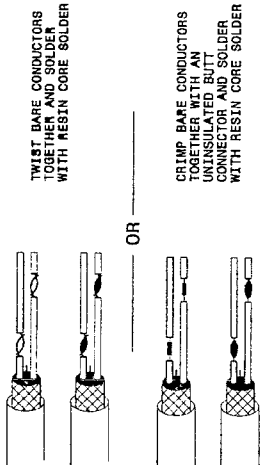 TWIST BARE CONDUCTORS
TOGETHER AND SOLDER
WITH RESIN CORE SOLDER
OR
CRIMP BARE CONDUCTORS
TOGETHER WITH AN
UNINSULATED BUTT
CONNECTOR AND SOLDER
WITH RESIN CORE SOLDER